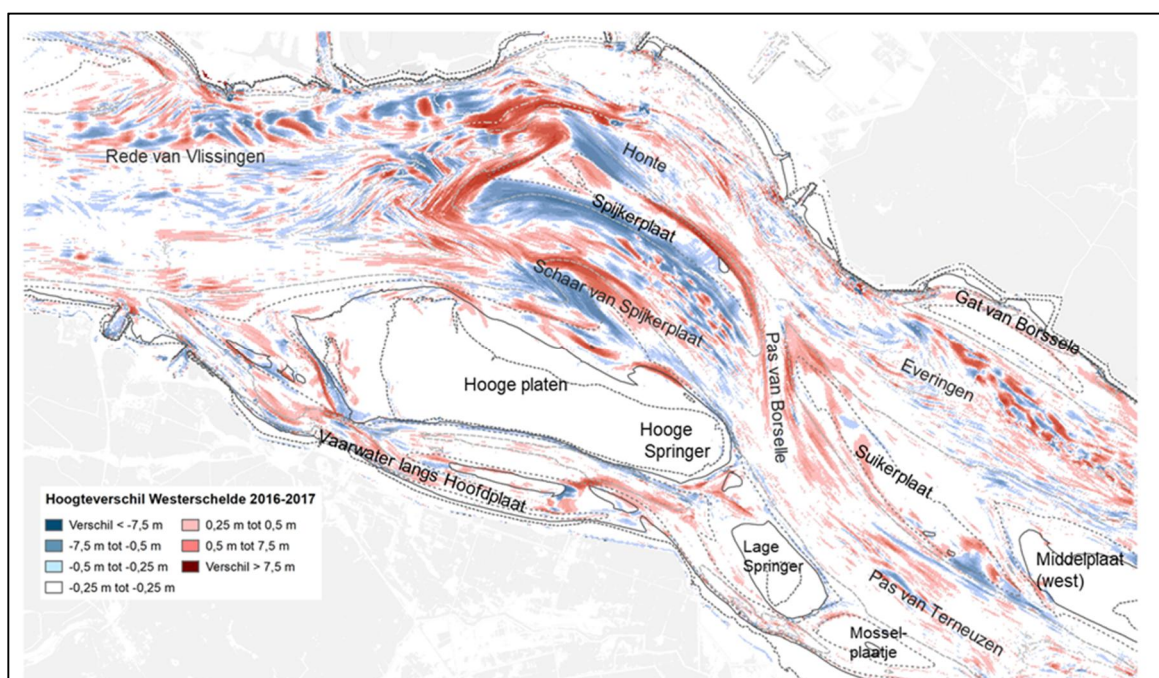 Rede van Vlissingen
Honte
Spijkerplaat
Schaar van Spijkerplaat
Gat van Borssele
Everingen
Pas van Borselle
Hooge platen
Hooge
Springer
Suikerplaat
Vaarwater langs Hoofdplaat
Lage
Springer
Middelplaat
(west)
Pas van Terneuzen
Mossel-
plaatje
Hoogteverschil Westerschelde 2016-2017
Verschil < -7,5 m
-7,5 m tot -0,5 m
-0,5 m tot -0,25 m
-0,25 m tot -0,25 m
0,25 m tot 0,5 m
0,5 m tot 7,5 m
Verschil > 7,5 m